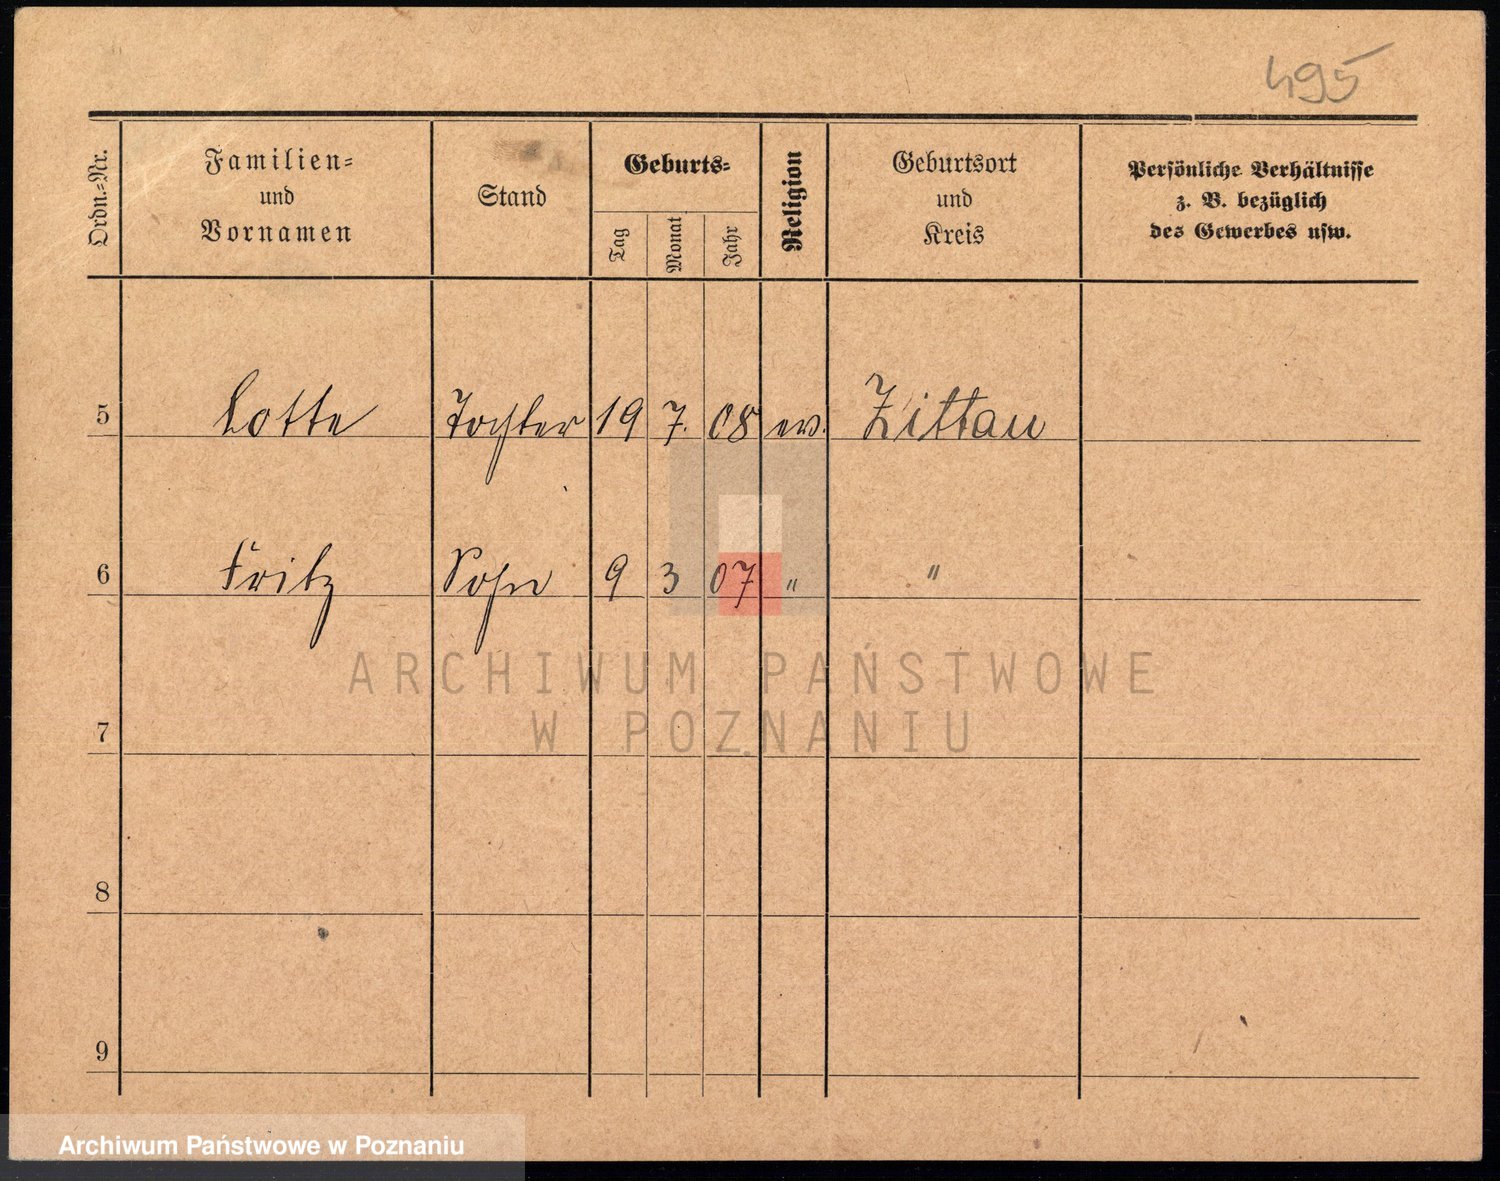 495
Ordn.=Nr.
Familien=
und
Vornamen
Stand
Geburts=
Tag
Monat
Jahr
Religion
Geburtsort
und
Kreis
Persönliche Verhältnisse
z. B. bezüglich
des Gewerbes usw.
5 Lotte Tochter 19 7. 08 ev. Zittau
6 Fritz Sohn 9 3 07 " "
ARCHIWUM PAŃSTWOWE
W POZNANIU
7
8
9
Archiwum Państwowe w Poznaniu